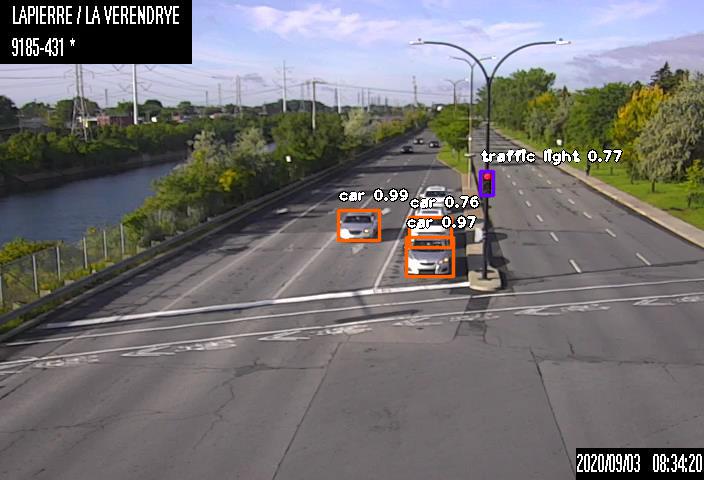 LAPIERRE / LA VERENDRYE
9185-431 *
traffic light 0.77
car 0.99
car 0.76
car 0.97
2020/09/03 08:34:20